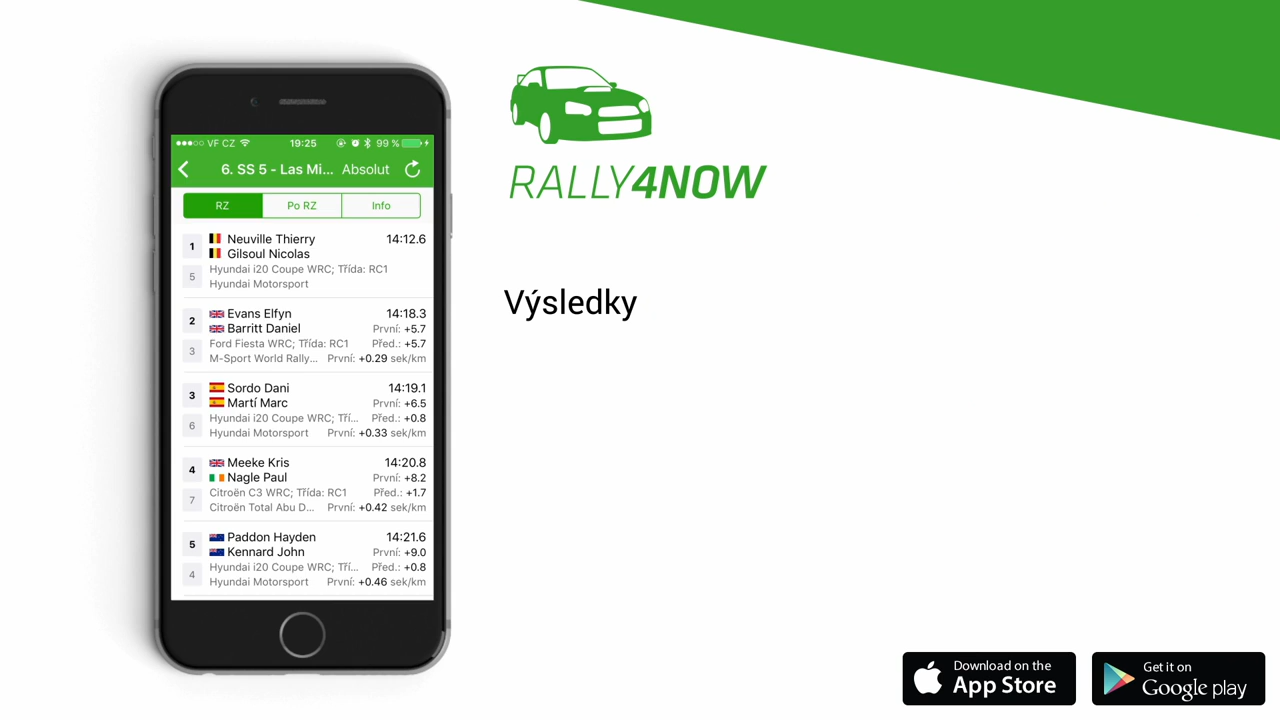 VF CZ 19:25 99 %
6. SS 5 - Las Mi... Absolut
RZ Po RZ Info
1 Neuville Thierry 14:12.6
Gilsoul Nicolas
5 Hyundai i20 Coupe WRC; Třída: RC1
Hyundai Motorsport
2 Evans Elfyn 14:18.3
Barritt Daniel První: +5.7
3 Ford Fiesta WRC; Třída: RC1 Před.: +5.7
M-Sport World Rally... První: +0.29 sek/km
3 Sordo Dani 14:19.1
Martí Marc První: +6.5
6 Hyundai i20 Coupe WRC; Tří... Před.: +0.8
Hyundai Motorsport První: +0.33 sek/km
4 Meeke Kris 14:20.8
Nagle Paul První: +8.2
7 Citroën C3 WRC; Třída: RC1 Před.: +1.7
Citroën Total Abu D... První: +0.42 sek/km
5 Paddon Hayden 14:21.6
Kennard John První: +9.0
4 Hyundai i20 Coupe WRC; Tří... Před.: +0.8
Hyundai Motorsport První: +0.46 sek/km
RALLY4NOW
Výsledky
Download on the
App Store
Get it on
Google play